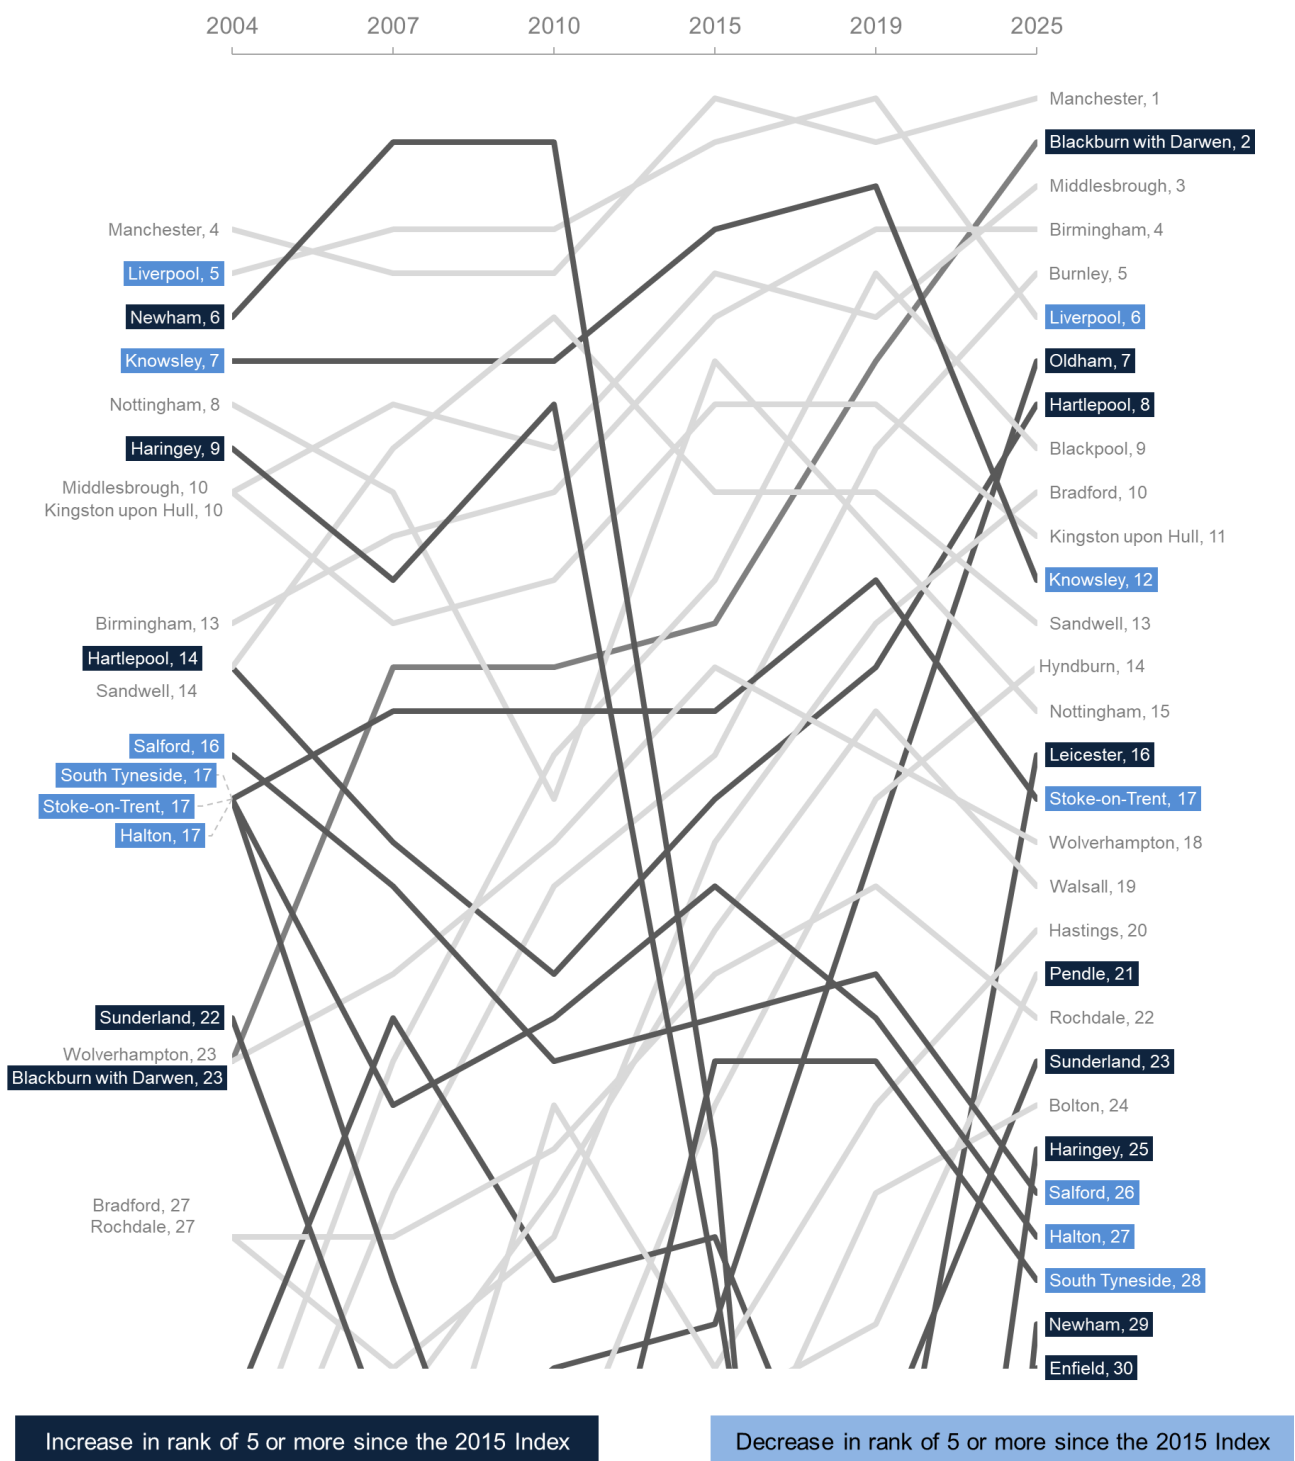 2004 2007 2010 2015 2019 2025
Manchester, 4
Liverpool, 5
Newham, 6
Knowsley, 7
Nottingham, 8
Haringey, 9
Middlesbrough, 10
Kingston upon Hull, 10
Birmingham, 13
Hartlepool, 14
Sandwell, 14
Salford, 16
South Tyneside, 17
Stoke-on-Trent, 17
Halton, 17
Sunderland, 22
Wolverhampton, 23
Blackburn with Darwen, 23
Bradford, 27
Rochdale, 27
Manchester, 1
Blackburn with Darwen, 2
Middlesbrough, 3
Birmingham, 4
Burnley, 5
Liverpool, 6
Oldham, 7
Hartlepool, 8
Blackpool, 9
Bradford, 10
Kingston upon Hull, 11
Knowsley, 12
Sandwell, 13
Hyndburn, 14
Nottingham, 15
Leicester, 16
Stoke-on-Trent, 17
Wolverhampton, 18
Walsall, 19
Hastings, 20
Pendle, 21
Rochdale, 22
Sunderland, 23
Bolton, 24
Haringey, 25
Salford, 26
Halton, 27
South Tyneside, 28
Newham, 29
Enfield, 30
Increase in rank of 5 or more since the 2015 Index
Decrease in rank of 5 or more since the 2015 Index